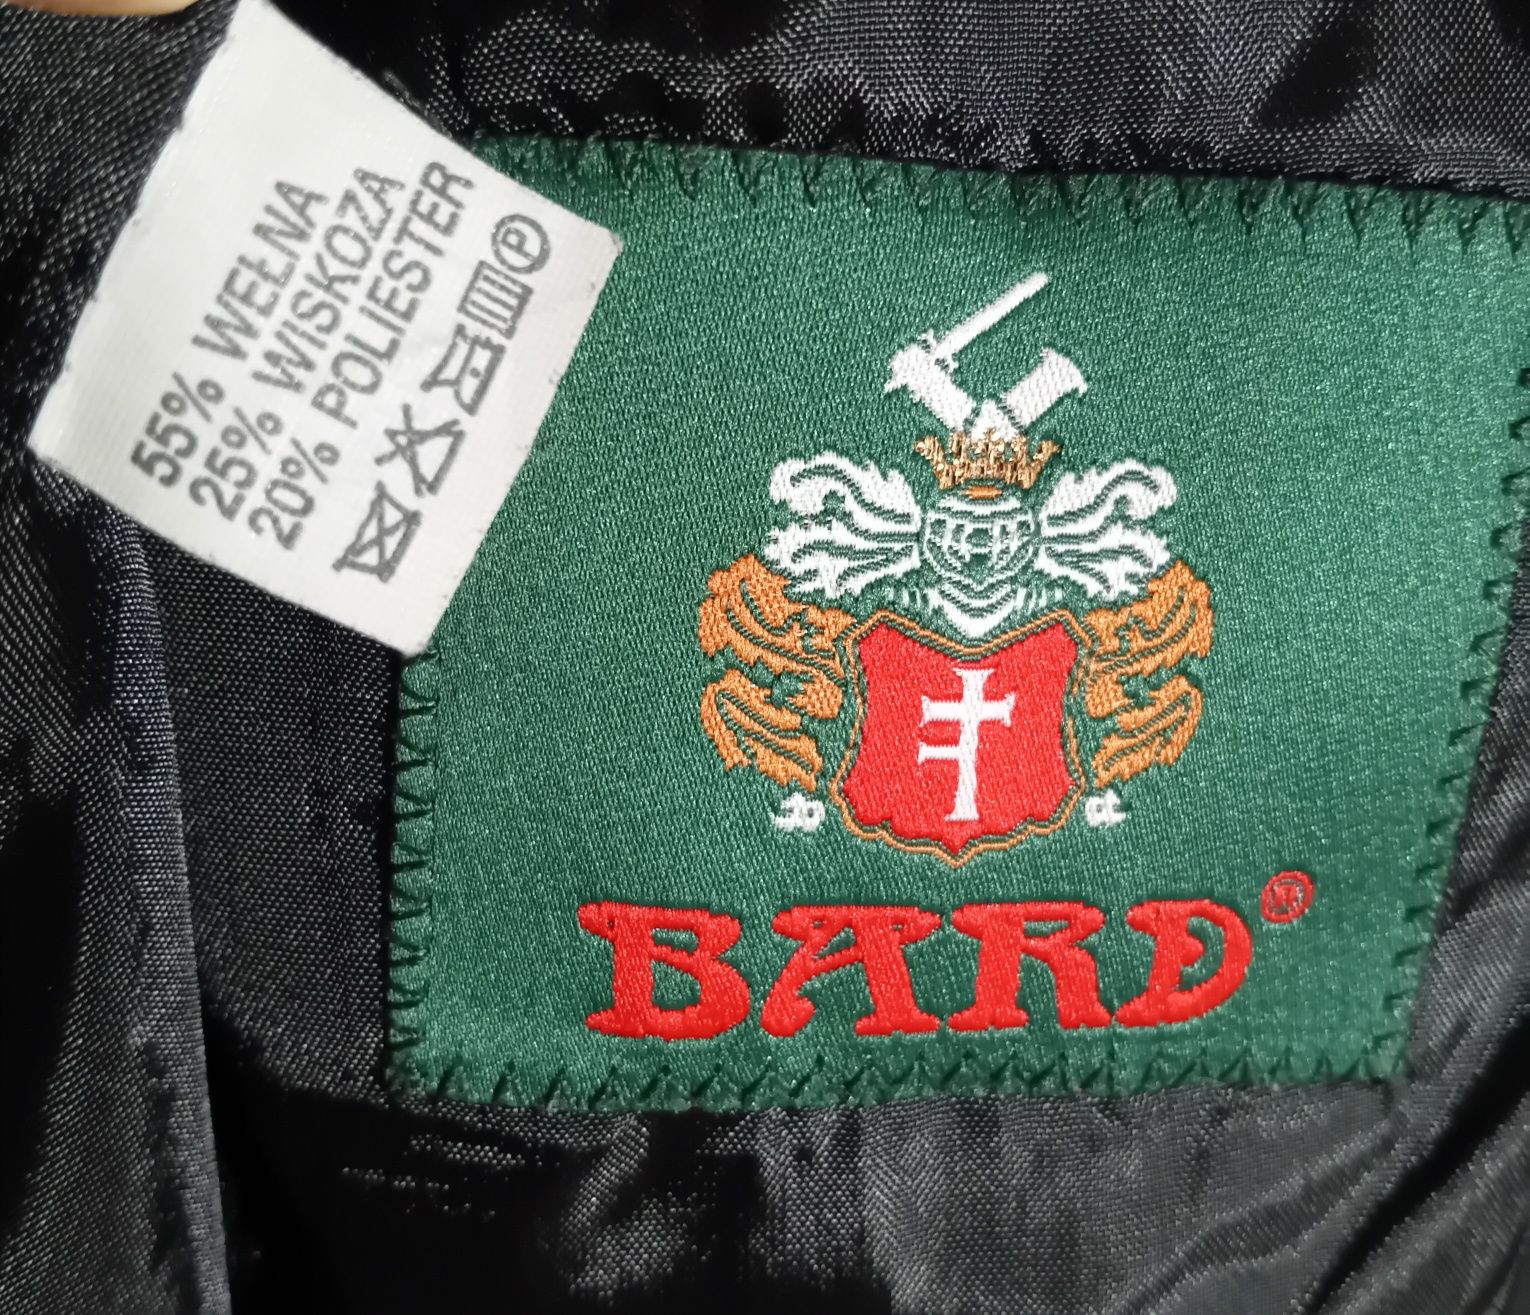 55% WEŁNA
25% WISKOZA
20% POLIESTER
P
BARD®